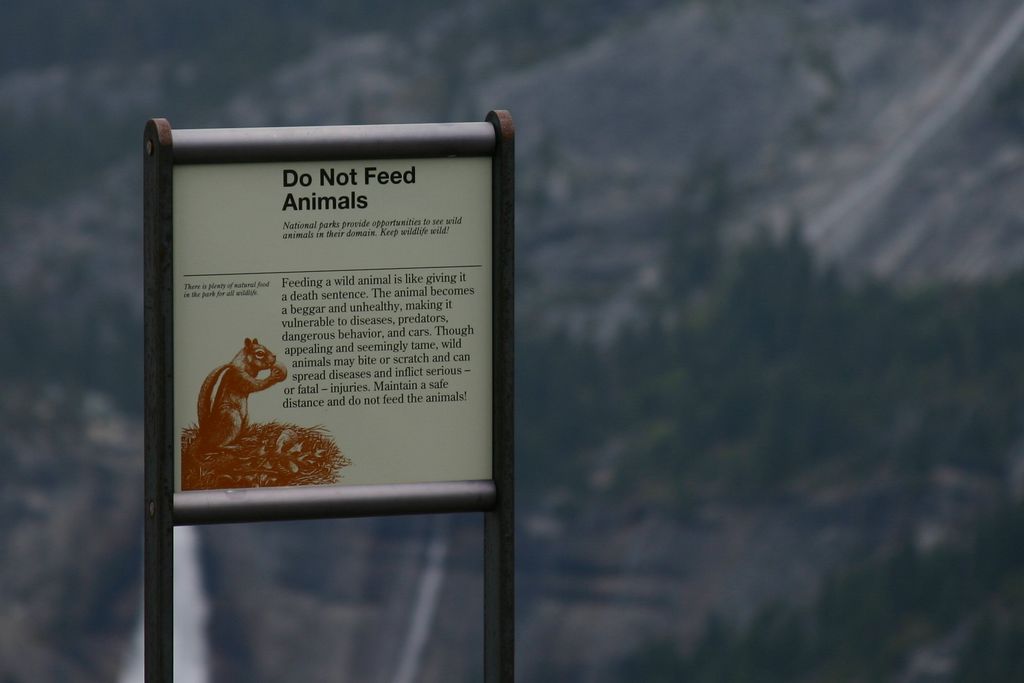 Do Not Feed
Animals
National parks provide opportunities to see wild
animals in their domain. Keep wildlife wild!
There is plenty of natural food
in the park for all wildlife.
Feeding a wild animal is like giving it
a death sentence. The animal becomes
a beggar and unhealthy, making it
vulnerable to diseases, predators,
dangerous behavior, and cars. Though
appealing and seemingly tame, wild
animals may bite or scratch and can
spread diseases and inflict serious –
or fatal – injuries. Maintain a safe
distance and do not feed the animals!